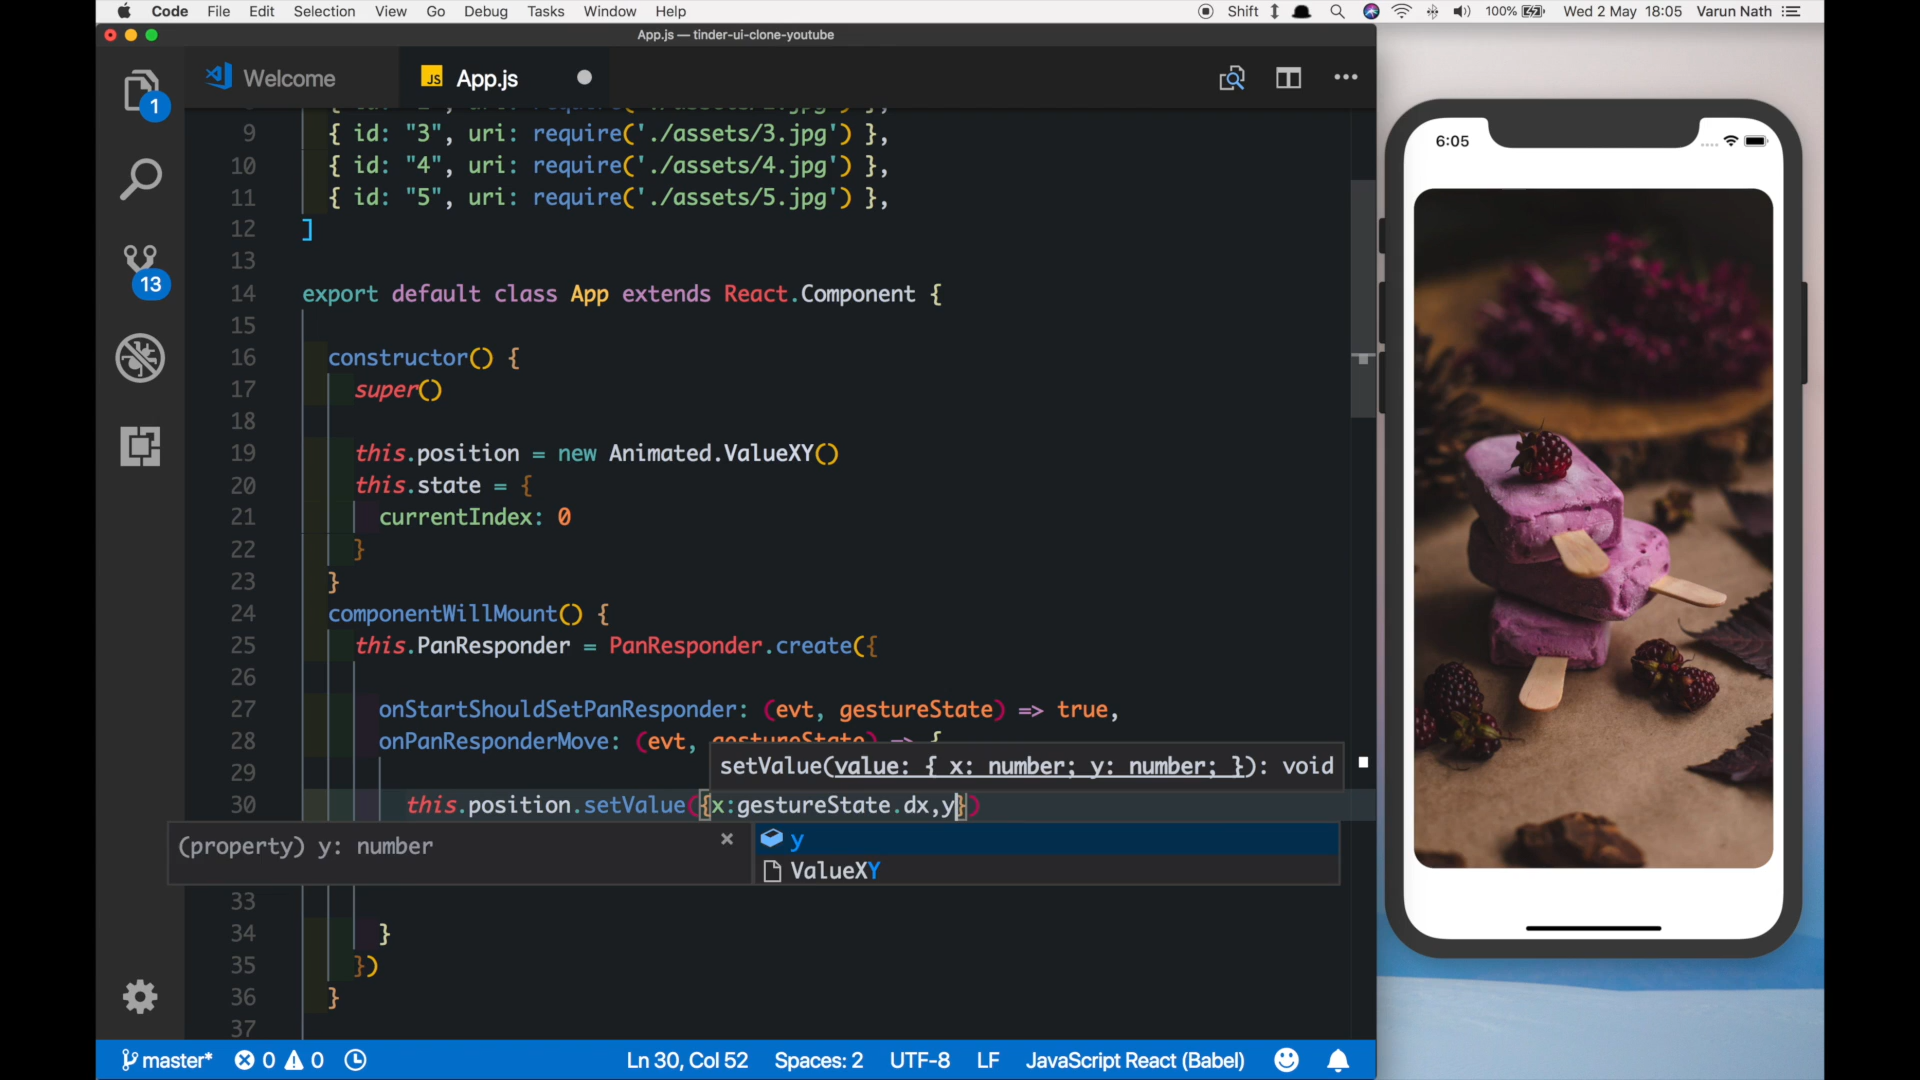 Code File Edit Selection View Go Debug Tasks Window Help Shift 100% Wed 2 May 18:05 Varun Nath
App.js — tinder-ui-clone-youtube
Welcome JS App.js
1
13
9 { id: "3", uri: require('./assets/3.jpg') },
10 { id: "4", uri: require('./assets/4.jpg') },
11 { id: "5", uri: require('./assets/5.jpg') },
12 ]
13
14 export default class App extends React.Component {
15
16 constructor() {
17 super()
18
19 this.position = new Animated.ValueXY()
20 this.state = {
21 currentIndex: 0
22 }
23 }
24 componentWillMount() {
25 this.PanResponder = PanResponder.create({
26
27 onStartShouldSetPanResponder: (evt, gestureState) => true,
28 onPanResponderMove: (evt, gestureState) => {
29
setValue(value: { x: number; y: number; }): void
30 this.position.setValue({x:gestureState.dx,y})
(property) y: number ×
y
ValueXY
33
34 }
35 })
36 }
37
master* 0 0 Ln 30, Col 52 Spaces: 2 UTF-8 LF JavaScript React (Babel)
6:05